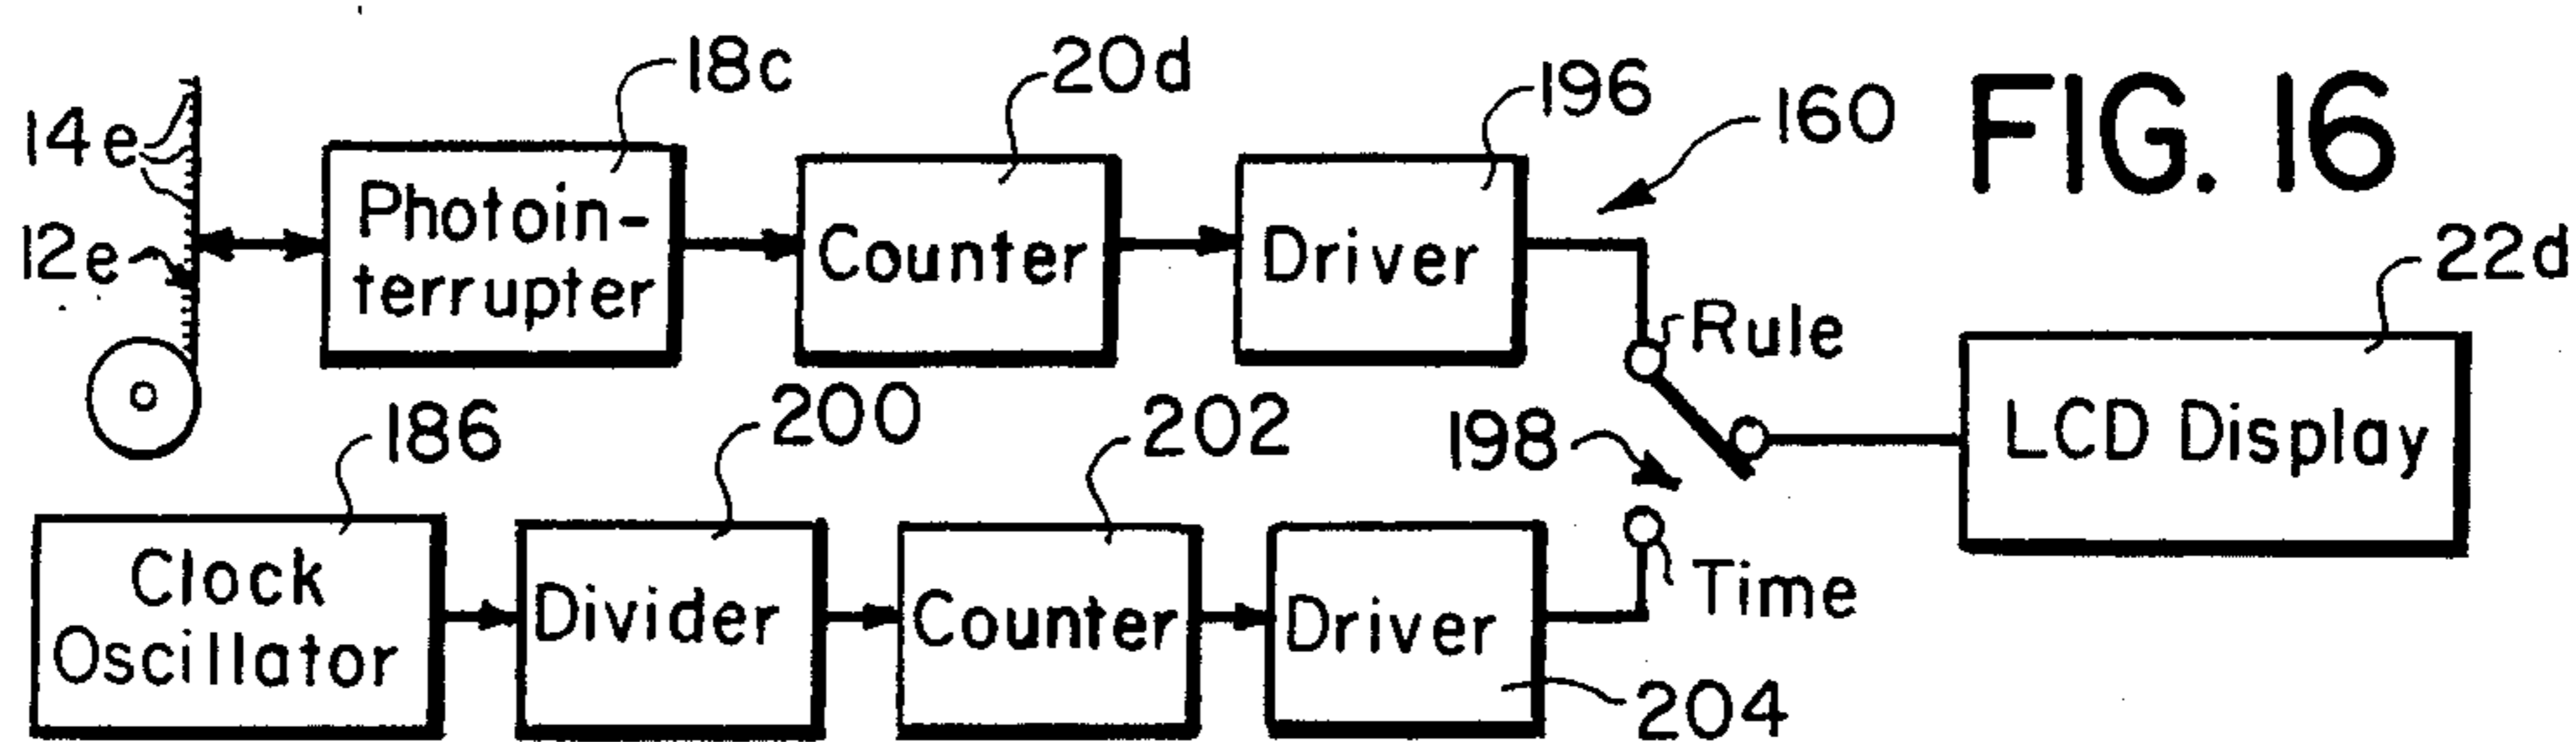 FIG. 16
14e
12e
18c
Photoin-
terrupter
20d
Counter
196
Driver
160
Rule
198
Time
22d
LCD Display
186
Clock
Oscillator
200
Divider
202
Counter
Driver
204